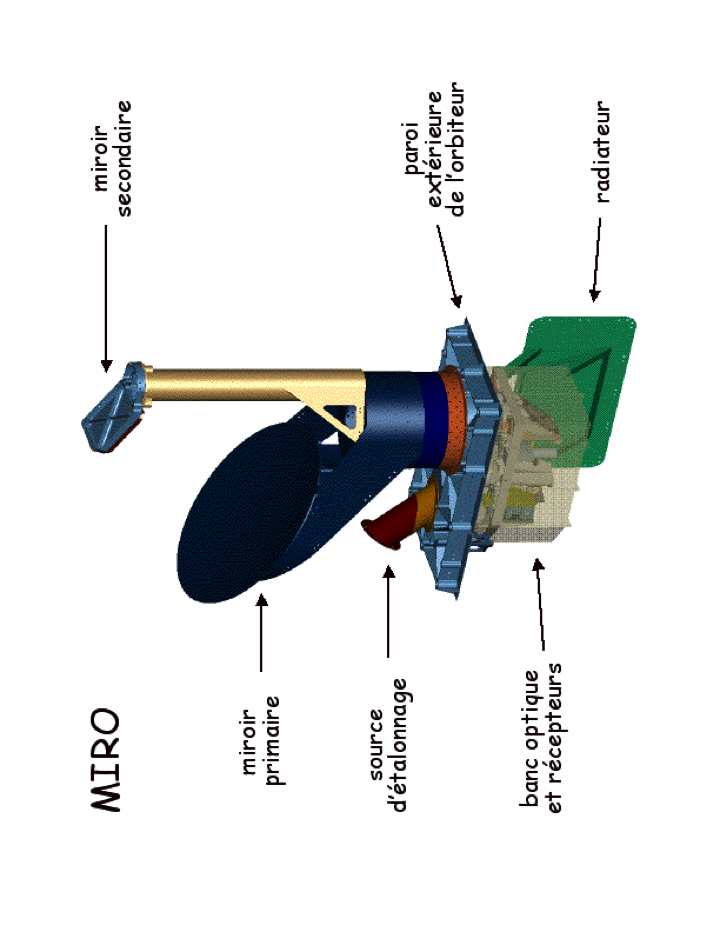 MIRO
miroir
secondaire
miroir
primaire
source
d'étalonnage
paroi
extérieure
de l'orbiteur
banc optique
et récepteurs
radiateur